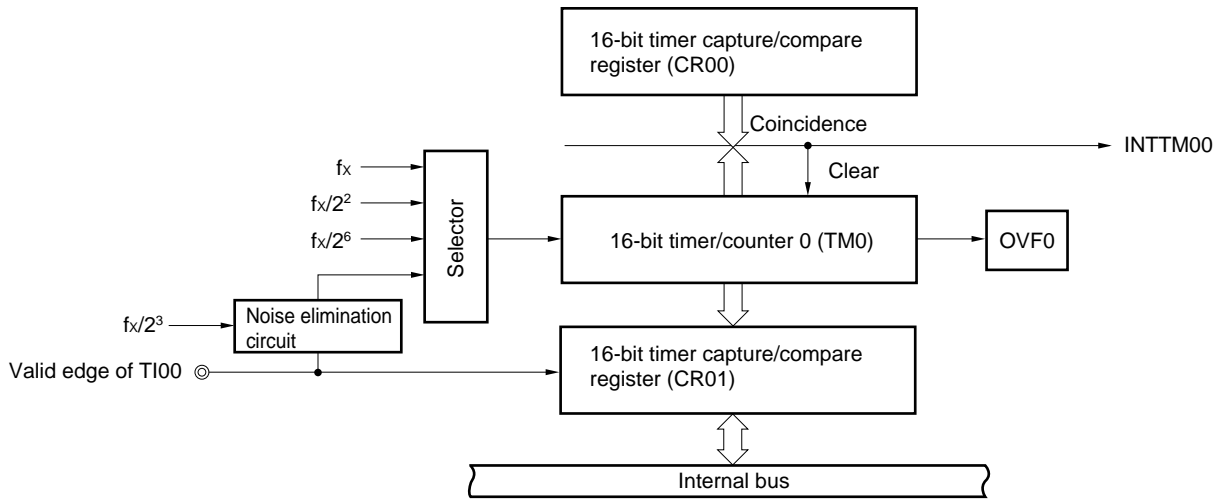 16-bit timer capture/compare
register (CR00)
Coincidence
INTTM00
fX
Clear
fX/2²
fX/2⁶
Selector
16-bit timer/counter 0 (TM0)
OVF0
fX/2³
Noise elimination
circuit
16-bit timer capture/compare
register (CR01)
Valid edge of TI00
Internal bus